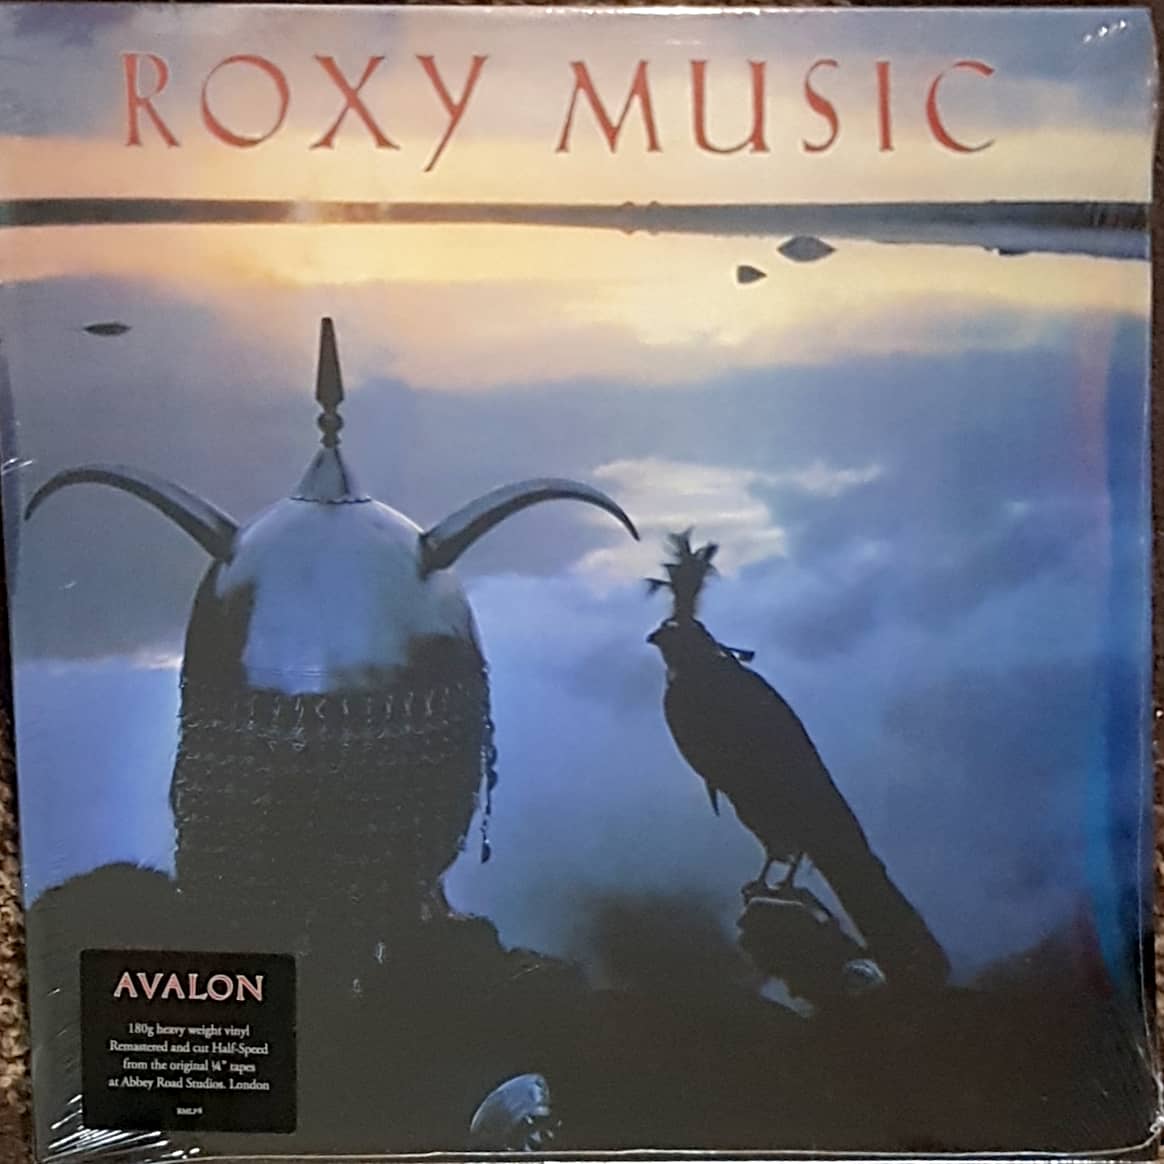 ROXY MUSIC
AVALON
180g heavy weight vinyl
Remastered and cut Half-Speed
from the original ¼" tapes
at Abbey Road Studios. London
RMLP8